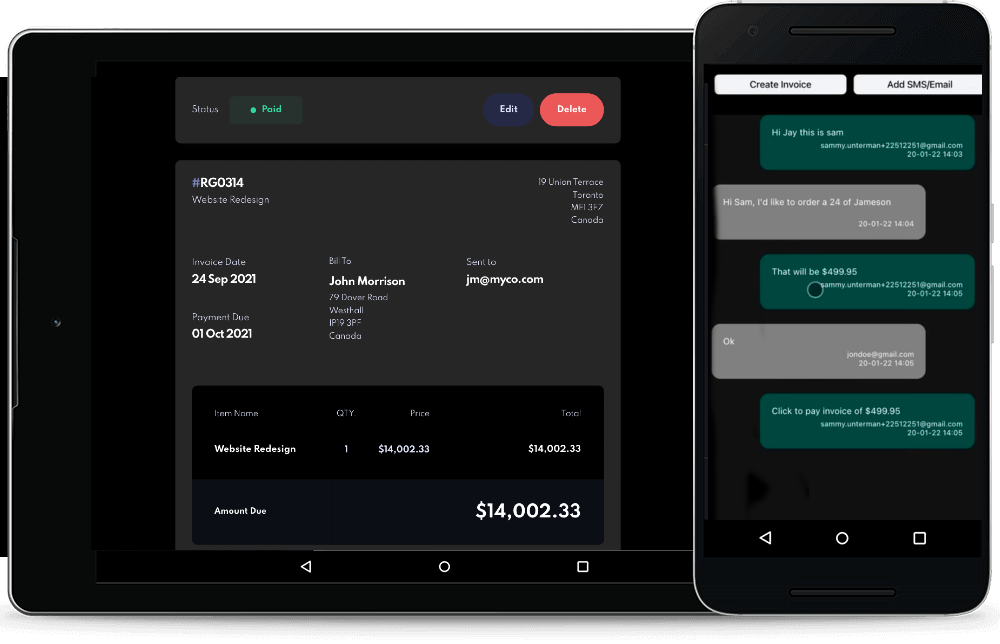 Status
Paid
Edit
Delete
#RG0314
Website Redesign
19 Union Terrace
Toronto
ME1 3EZ
Canada
Invoice Date
24 Sep 2021
Payment Due
01 Oct 2021
Bill To
John Morrison
79 Dover Road
Westhall
IP19 3PF
Canada
Sent to
jm@myco.com
Item Name QTY. Price Total
Website Redesign 1 $14,002.33 $14,002.33
Amount Due $14,002.33
Create Invoice
Add SMS/Email
Hi Jay this is sam
sammy.unterman+22512251@gmail.com
20-01-22 14:03
Hi Sam, I'd like to order a 24 of Jameson
20-01-22 14:04
That will be $499.95
sammy.unterman+22512251@gmail.com
20-01-22 14:05
Ok
jondoe@gmail.com
20-01-22 14:05
Click to pay invoice of $499.95
sammy.unterman+22512251@gmail.com
20-01-22 14:05